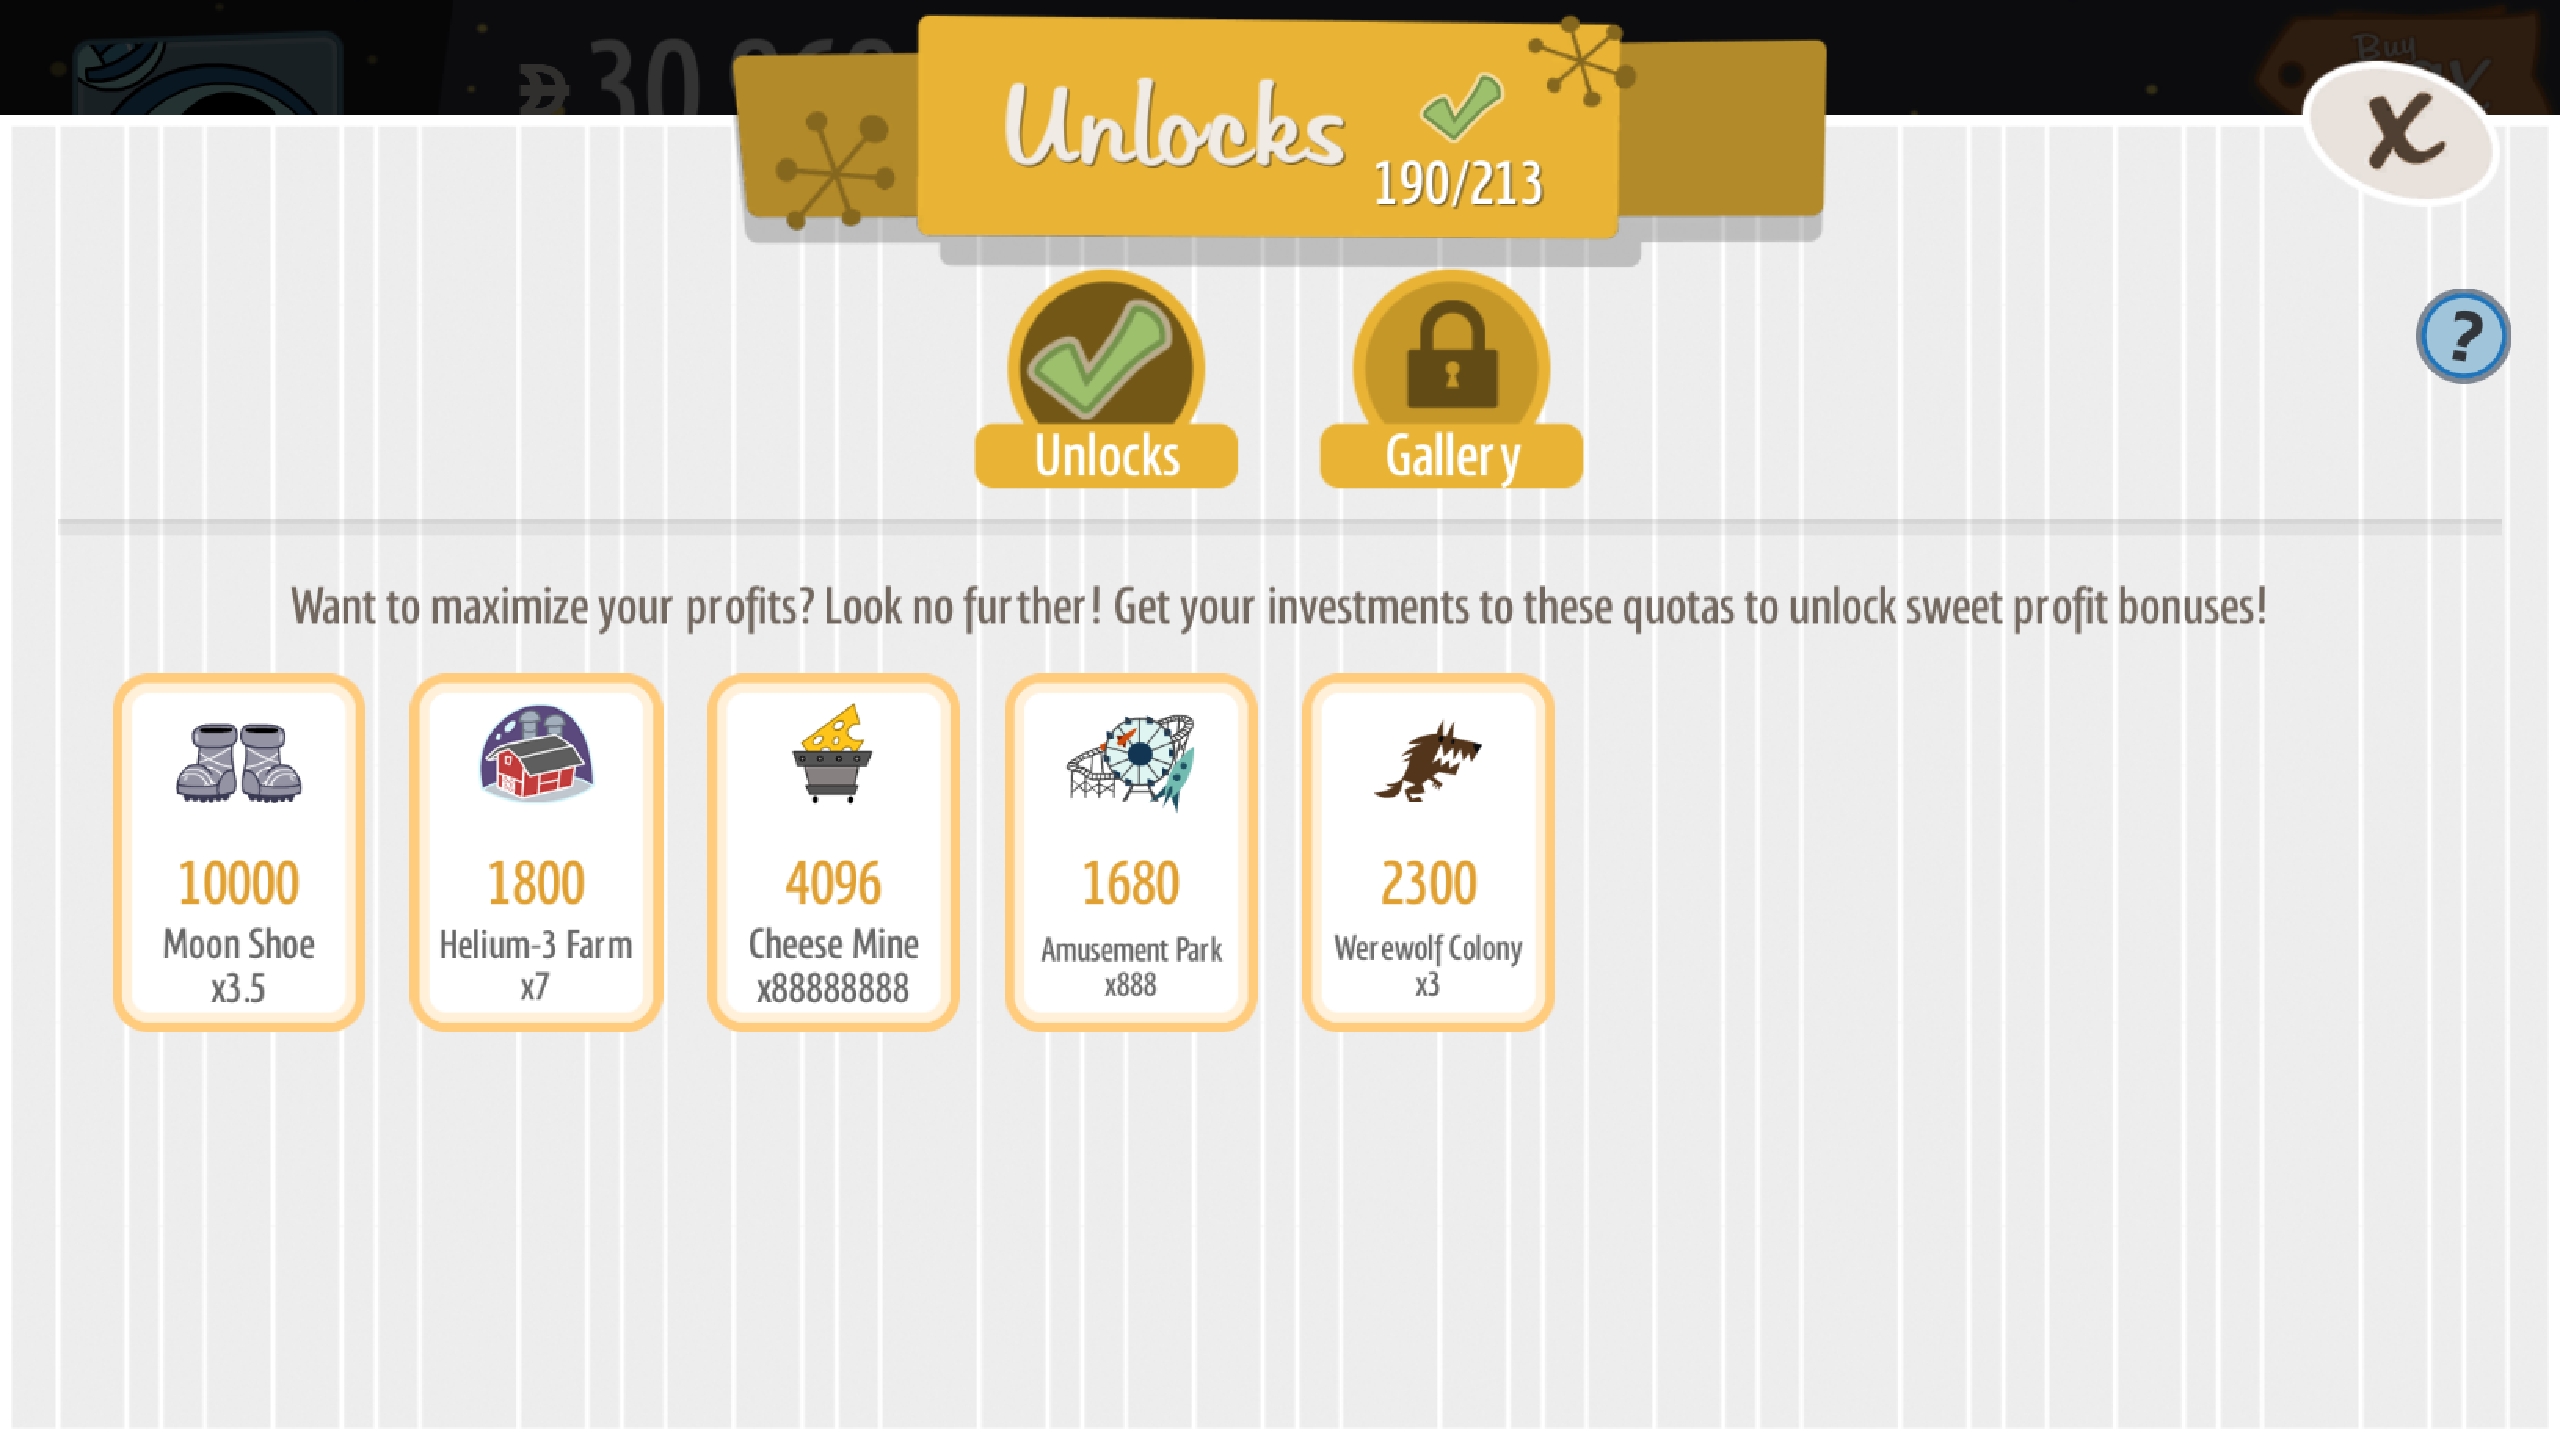 Buy
30
Unlocks
190/213
X
?
Unlocks
Gallery
Want to maximize your profits? Look no further! Get your investments to these quotas to unlock sweet profit bonuses!
10000
Moon Shoe
x3.5
1800
Helium-3 Farm
x7
4096
Cheese Mine
x88888888
1680
Amusement Park
x888
2300
Werewolf Colony
x3